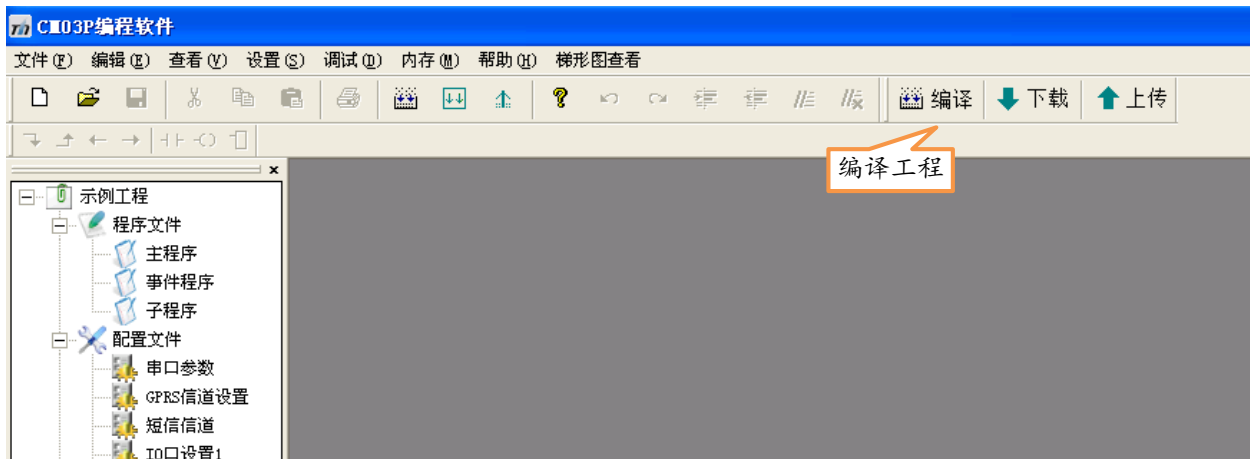 CM03P编程软件
文件(F) 编辑(E) 查看(V) 设置(S) 调试(D) 内存(M) 帮助(H) 梯形图查看
编译 下载 上传
编译工程
示例工程
程序文件
主程序
事件程序
子程序
配置文件
串口参数
GPRS信道设置
短信信道
IO口设置1